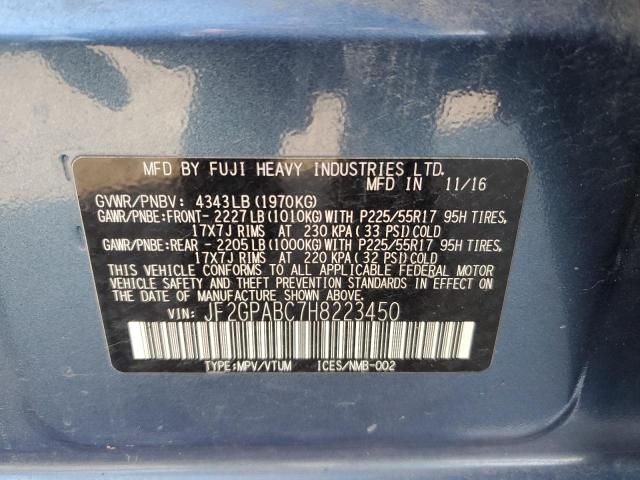 MFD BY FUJI HEAVY INDUSTRIES LTD.
MFD IN 11/16
GVWR/PNBV: 4343LB (1970KG)
GAWR/PNBE:FRONT- 2227LB(1010KG)WITH P225/55R17 95H TIRES,
17X7J RIMS AT 230 KPA (33 PSI)COLD
GAWR/PNBE:REAR - 2205LB(1000KG)WITH P225/55R17 95H TIRES,
17X7J RIMS AT 220 KPA (32 PSI)COLD
THIS VEHICLE CONFORMS TO ALL APPLICABLE FEDERAL MOTOR
VEHICLE SAFETY AND THEFT PREVENTION STANDARDS IN EFFECT
ON THE DATE OF MANUFACTURE SHOWN ABOVE.
VIN: JF2GPABC7H8223450
TYPE:MPV/VTUM ICES/NMB-002